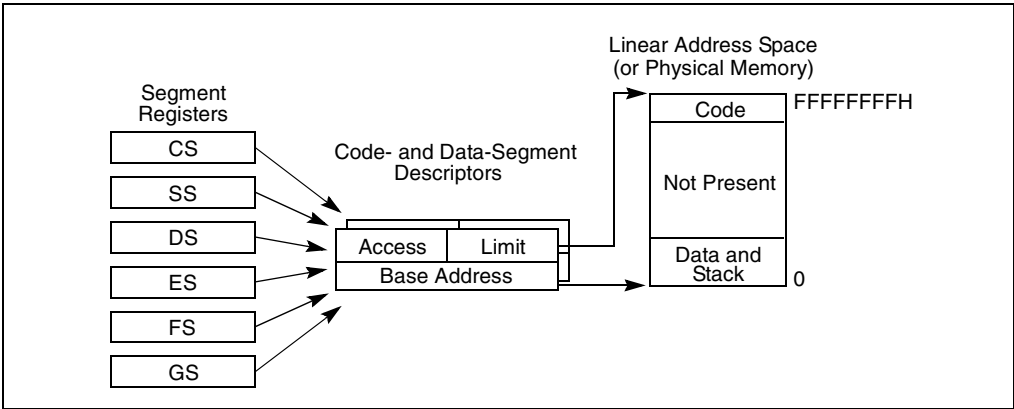 Linear Address Space
(or Physical Memory)
Segment
Registers
CS
SS
DS
ES
FS
GS
Code- and Data-Segment
Descriptors
Access
Limit
Base Address
Code
FFFFFFFFH
Not Present
Data and
Stack
0